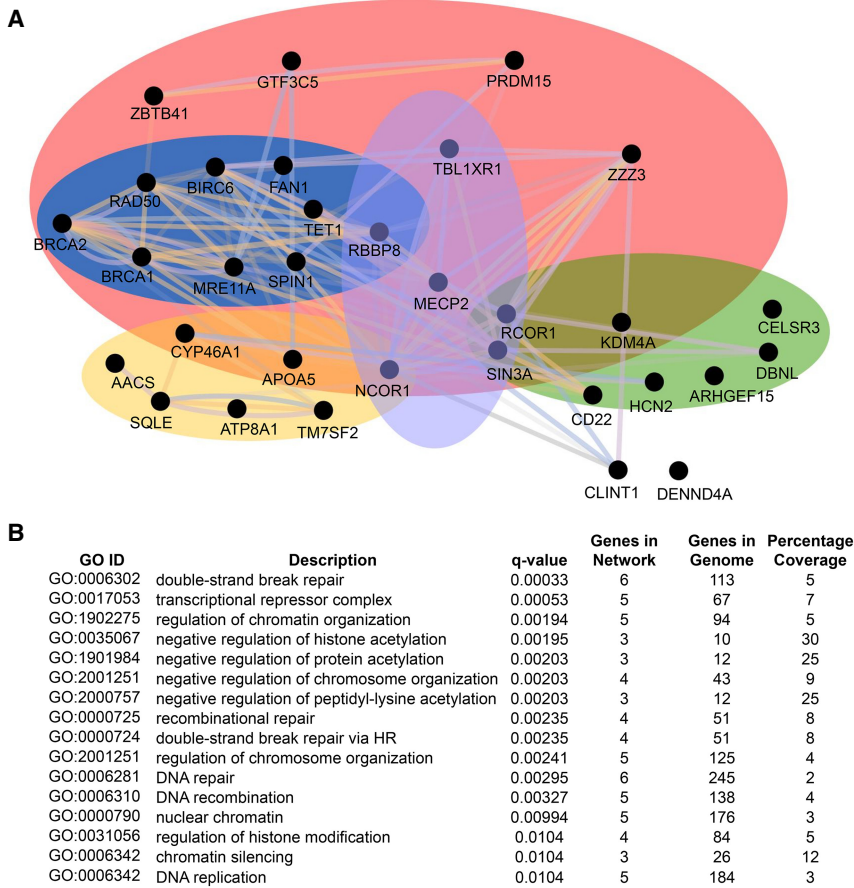 A
GTF3C5
PRDM15
ZBTB41
TBL1XR1
ZZZ3
BIRC6
FAN1
RAD50
TET1
BRCA2
RBBP8
BRCA1
MRE11A
SPIN1
MECP2
RCOR1
KDM4A
CELSR3
CYP46A1
APOA5
NCOR1
SIN3A
DBNL
AACS
HCN2
ARHGEF15
SQLE
ATP8A1
TM7SF2
CD22
CLINT1
DENND4A
B
Genes in Genes in Percentage
GO ID Description q-value Network Genome Coverage
GO:0006302 double-strand break repair 0.00033 6 113 5
GO:0017053 transcriptional repressor complex 0.00053 5 67 7
GO:1902275 regulation of chromatin organization 0.00194 5 94 5
GO:0035067 negative regulation of histone acetylation 0.00195 3 10 30
GO:1901984 negative regulation of protein acetylation 0.00203 3 12 25
GO:2001251 negative regulation of chromosome organization 0.00203 4 43 9
GO:2000757 negative regulation of peptidyl-lysine acetylation 0.00203 3 12 25
GO:0000725 recombinational repair 0.00235 4 51 8
GO:0000724 double-strand break repair via HR 0.00235 4 51 8
GO:2001251 regulation of chromosome organization 0.00241 5 125 4
GO:0006281 DNA repair 0.00295 6 245 2
GO:0006310 DNA recombination 0.00327 5 138 4
GO:0000790 nuclear chromatin 0.00994 5 176 3
GO:0031056 regulation of histone modification 0.0104 4 84 5
GO:0006342 chromatin silencing 0.0104 3 26 12
GO:0006342 DNA replication 0.0104 5 184 3